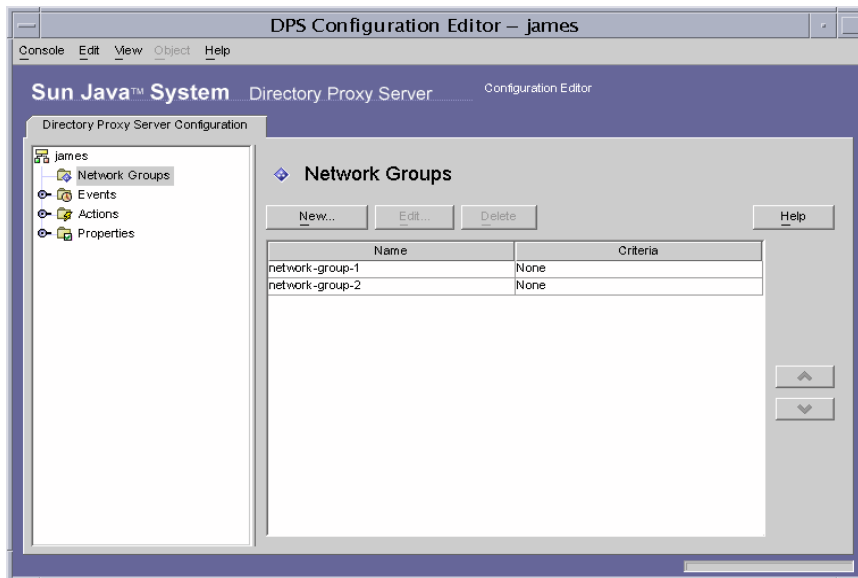 DPS Configuration Editor – james
Console Edit View Object Help
Sun Java™ System Directory Proxy Server Configuration Editor
Directory Proxy Server Configuration
james
Network Groups
Events
Actions
Properties
Network Groups
New... Edit... Delete Help
Name Criteria
network-group-1 None
network-group-2 None